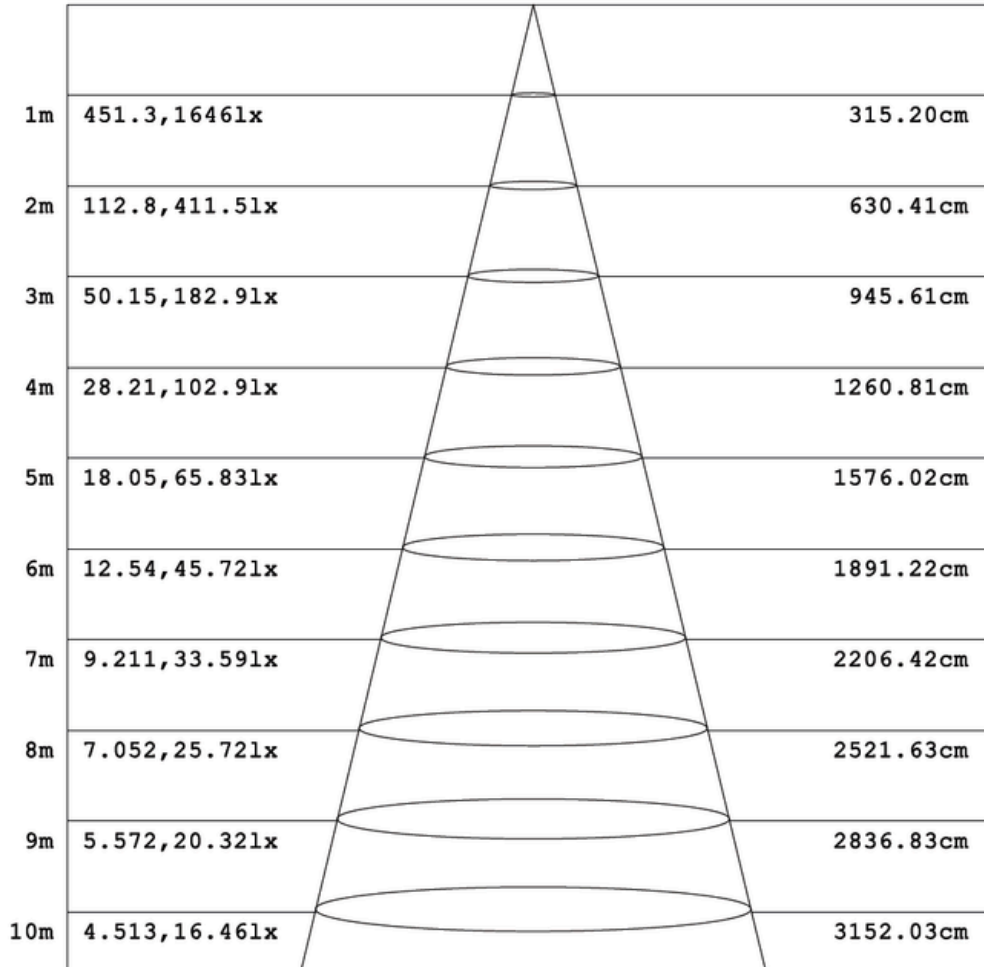 1m 451.3,1646lx 315.20cm
2m 112.8,411.5lx 630.41cm
3m 50.15,182.9lx 945.61cm
4m 28.21,102.9lx 1260.81cm
5m 18.05,65.83lx 1576.02cm
6m 12.54,45.72lx 1891.22cm
7m 9.211,33.59lx 2206.42cm
8m 7.052,25.72lx 2521.63cm
9m 5.572,20.32lx 2836.83cm
10m 4.513,16.46lx 3152.03cm